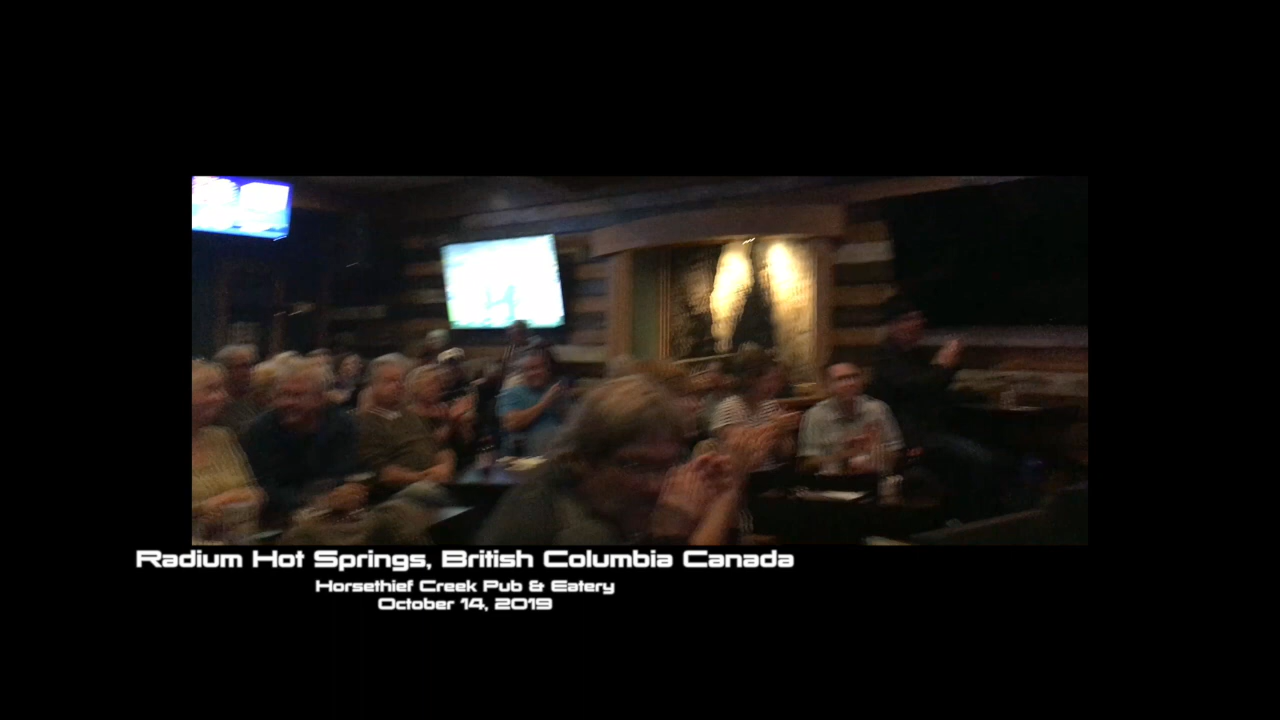 Radium Hot Springs, British Columbia Canada
Horsethief Creek Pub & Eatery
October 14, 2019